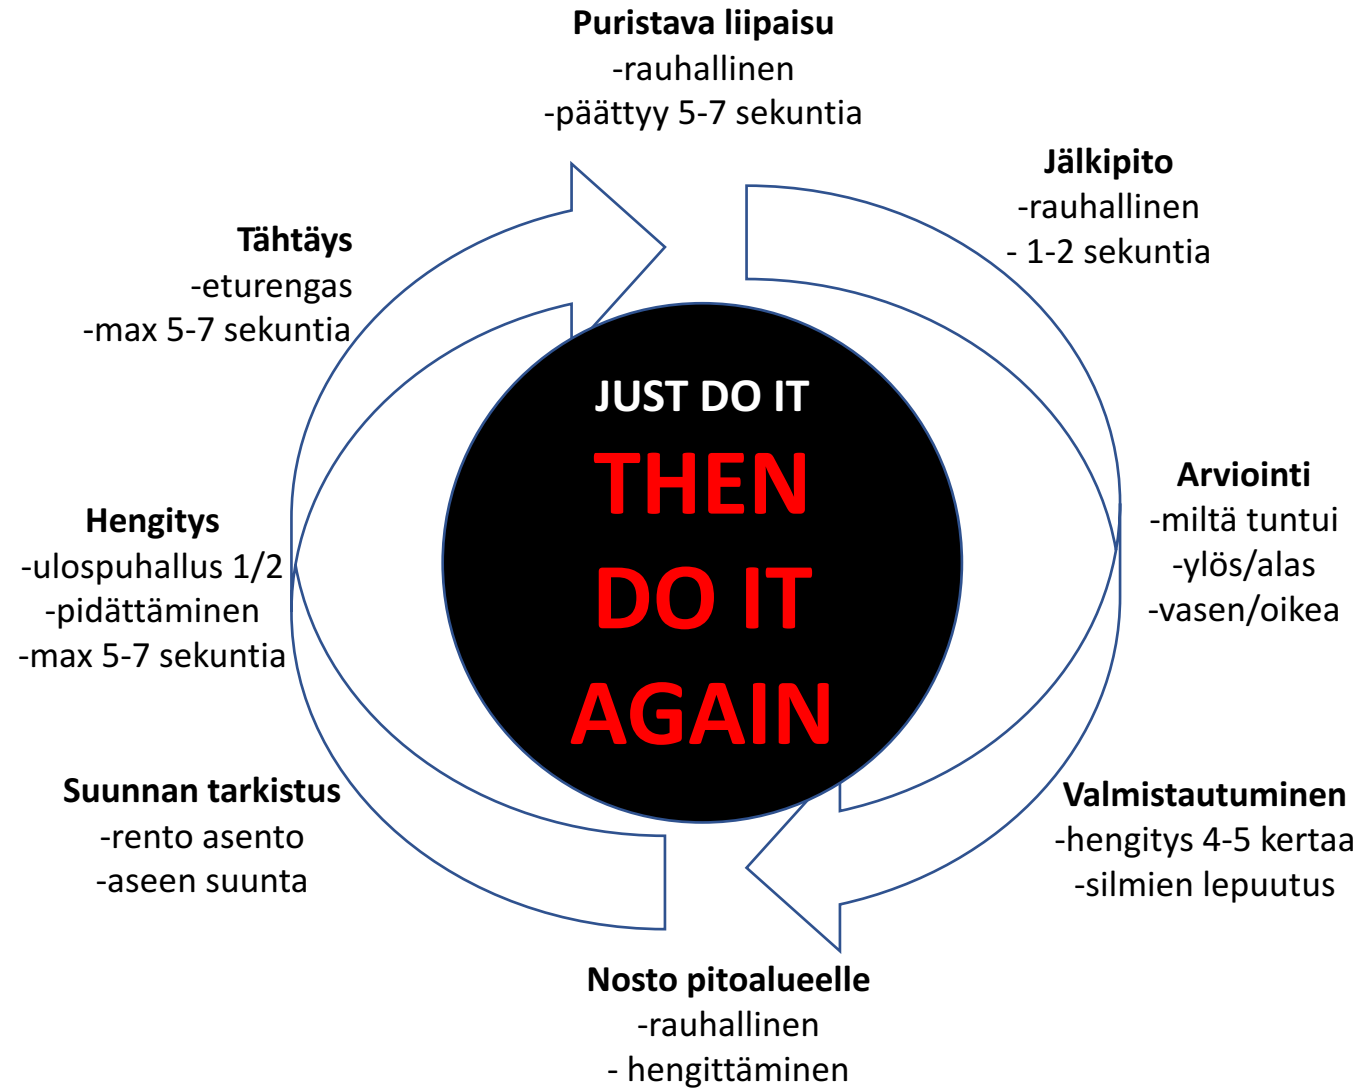 Puristava liipaisu
-rauhallinen
-päättyy 5-7 sekuntia
Jälkipito
-rauhallinen
- 1-2 sekuntia
Tähtäys
-eturengas
-max 5-7 sekuntia
JUST DO IT
THEN
DO IT
AGAIN
Arviointi
-miltä tuntui
-ylös/alas
-vasen/oikea
Hengitys
-ulospuhallus 1/2
-pidättäminen
-max 5-7 sekuntia
Suunnan tarkistus
-rento asento
-aseen suunta
Valmistautuminen
-hengitys 4-5 kertaa
-silmien lepuutus
Nosto pitoalueelle
-rauhallinen
- hengittäminen